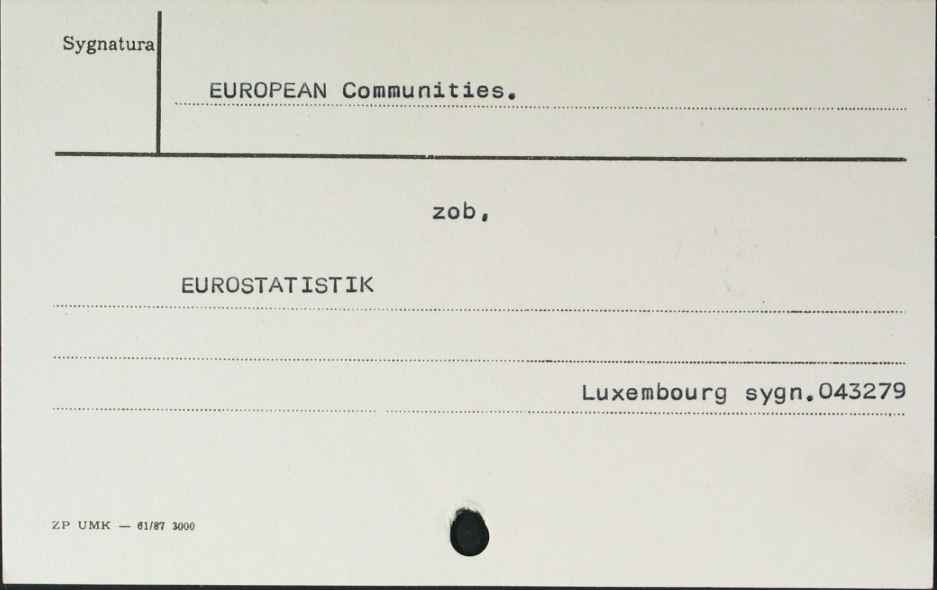 Sygnatura
EUROPEAN Communities.
zob.
EUROSTATISTIK
Luxembourg sygn.043279
ZP UMK — 61/87 3000